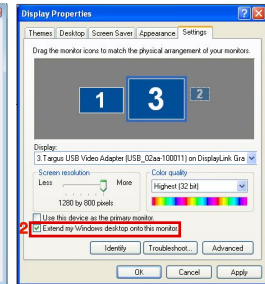 Display Properties
Themes Desktop Screen Saver Appearance Settings
Drag the monitor icons to match the physical arrangement of your monitors.
1 3 2
Display:
3. Targus USB Video Adapter (USB_02aa-100011) on DisplayLink Gra
Screen resolution
Less More
1280 by 800 pixels
Color quality
Highest (32 bit)
Use this device as the primary monitor.
2 Extend my Windows desktop onto this monitor.
Identify Troubleshoot... Advanced
OK Cancel Apply